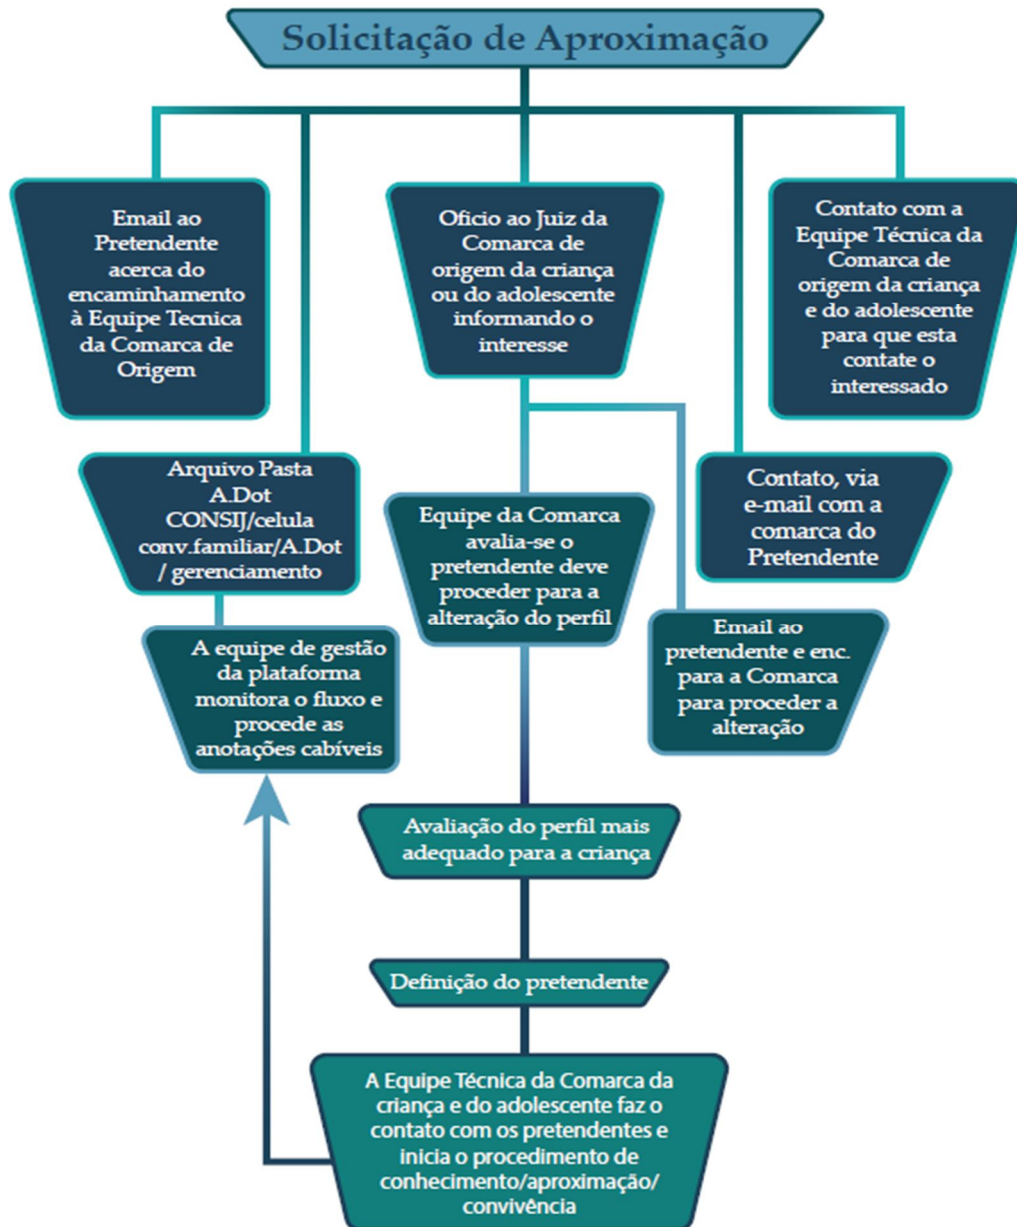 Solicitação de Aproximação
Email ao
Pretendente
acerca do
encaminhamento
à Equipe Tecnica
da Comarca de
Origem
Oficio ao Juiz da
Comarca de
origem da criança
ou do adolescente
informando o
interesse
Contato com a
Equipe Técnica da
Comarca de
origem da criança
e do adolescente
para que esta
contate o
interessado
Arquivo Pasta
A.Dot
CONSIJ/celula
conv.familiar/A.Dot
/ gerenciamento
Equipe da Comarca
avalia-se o
pretendente deve
proceder para a
alteração do perfil
Contato, via
e-mail com a
comarca do
Pretendente
A equipe de gestão
da plataforma
monitora o fluxo e
procede as
anotações cabíveis
Email ao
pretendente e enc.
para a Comarca
para proceder a
alteração
Avaliação do perfil mais
adequado para a criança
Definição do pretendente
A Equipe Técnica da Comarca da
criança e do adolescente faz o
contato com os pretendentes e
inicia o procedimento de
conhecimento/aproximação/
convivência